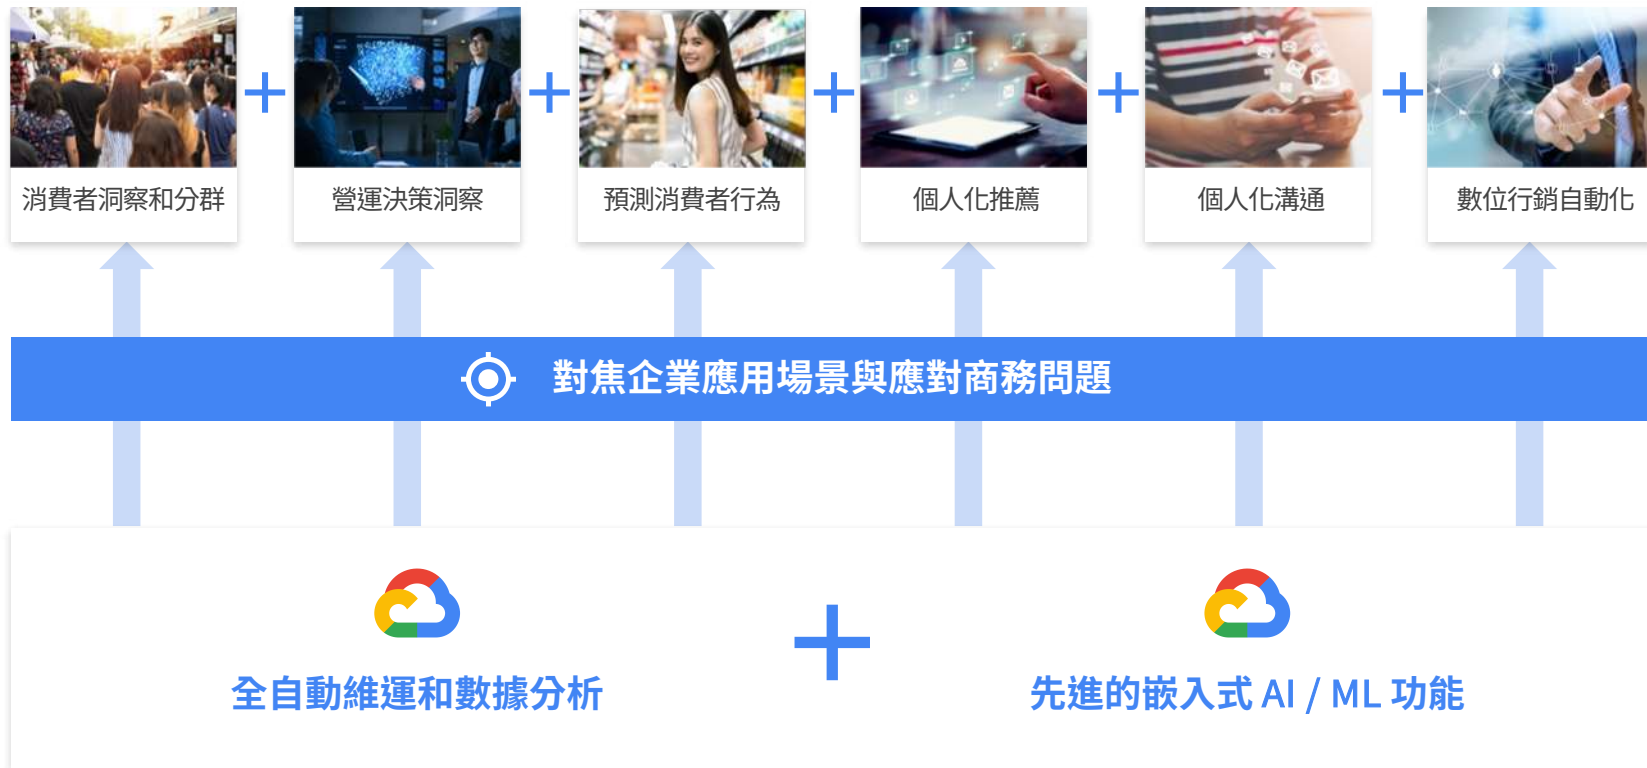 消費者洞察和分群
營運決策洞察
預測消費者行為
個人化推薦
個人化溝通
數位行銷自動化
對焦企業應用場景與應對商務問題
全自動維運和數據分析
先進的嵌入式 AI / ML 功能